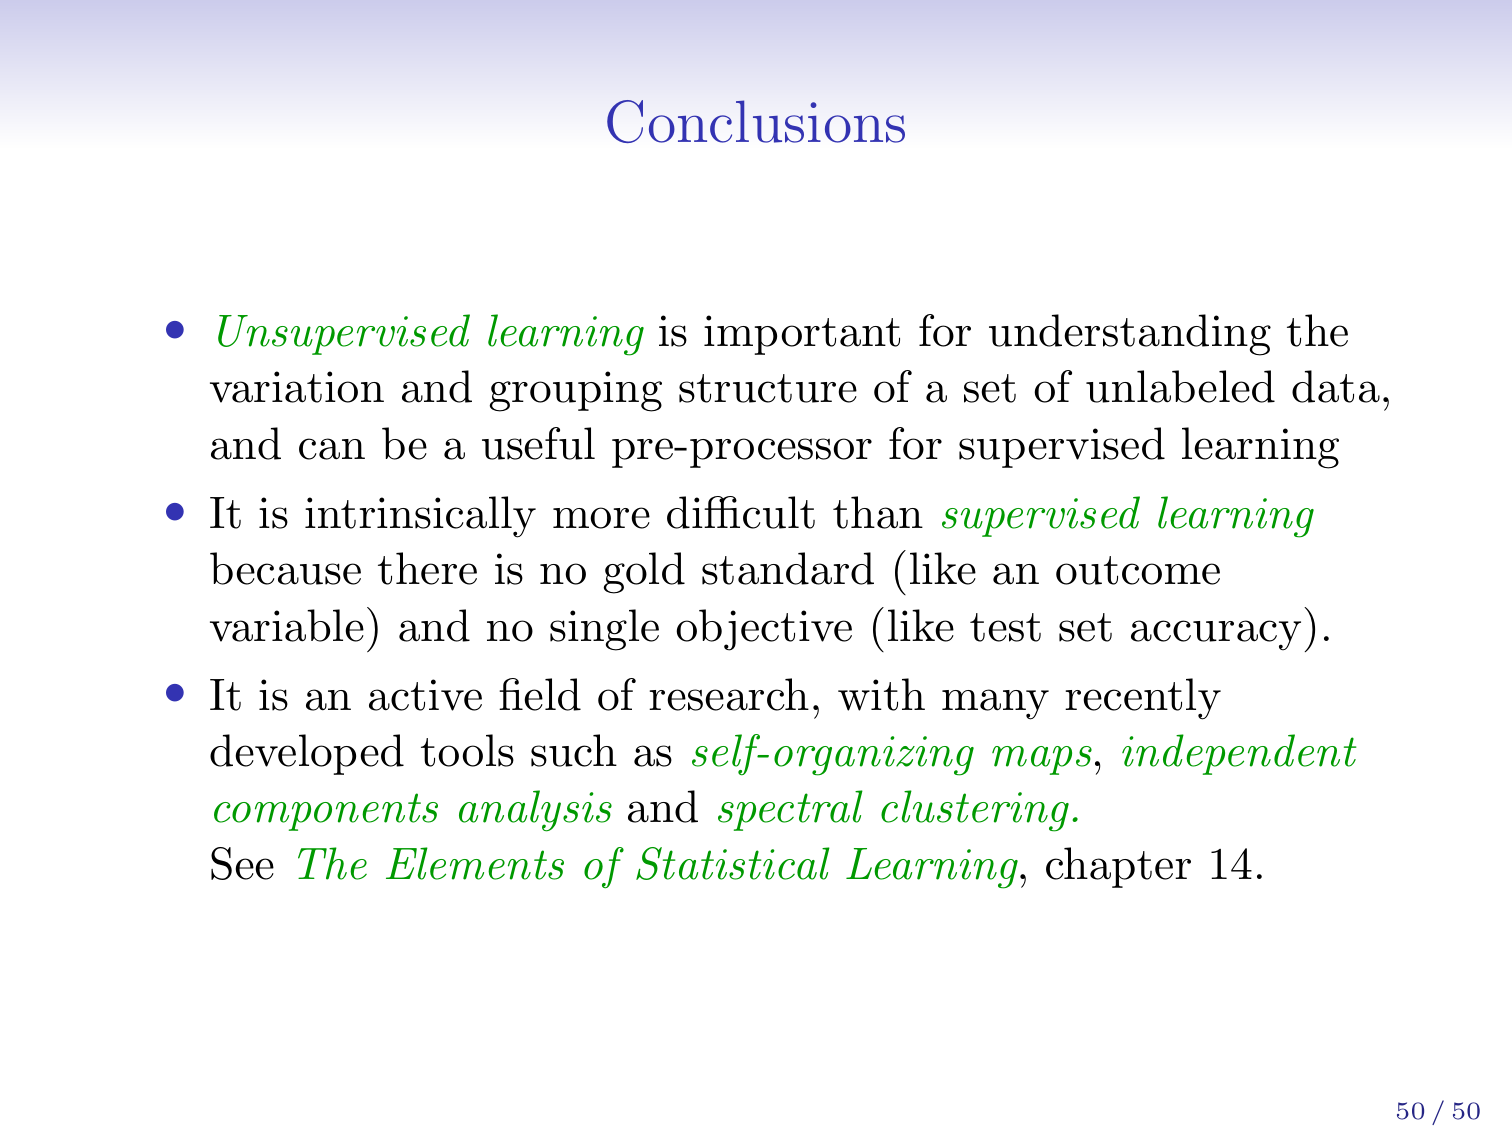 Conclusions
• Unsupervised learning is important for understanding the
variation and grouping structure of a set of unlabeled data,
and can be a useful pre-processor for supervised learning
• It is intrinsically more difficult than supervised learning
because there is no gold standard (like an outcome
variable) and no single objective (like test set accuracy).
• It is an active field of research, with many recently
developed tools such as self-organizing maps, independent
components analysis and spectral clustering.
See The Elements of Statistical Learning, chapter 14.
50 / 50